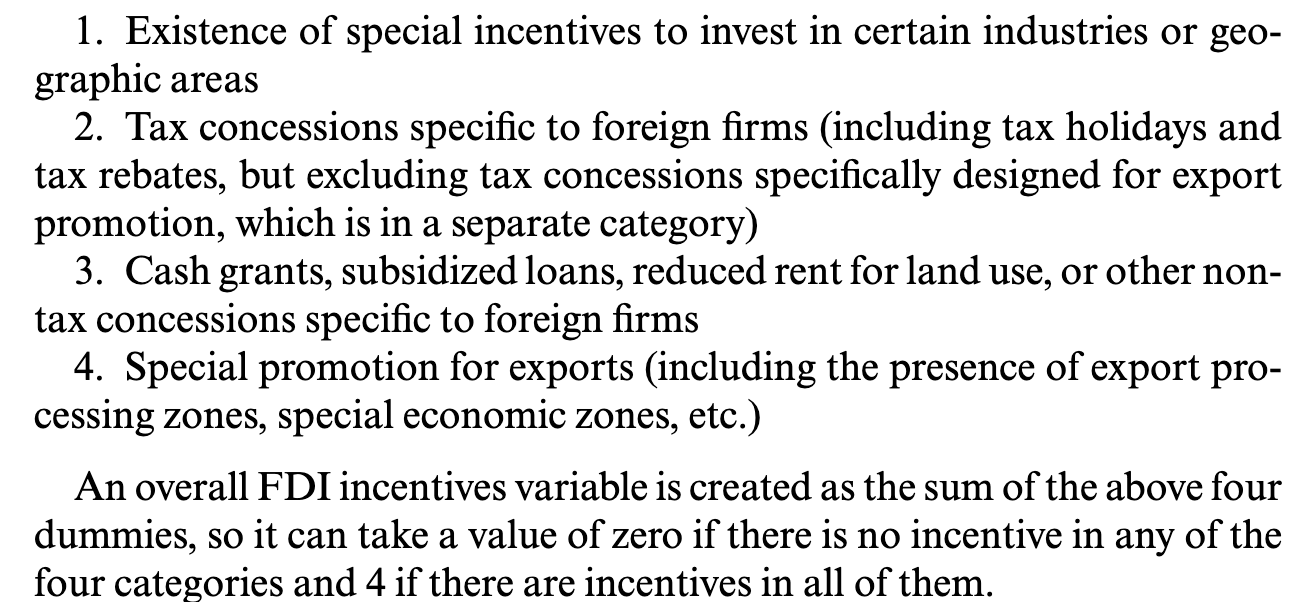 1. Existence of special incentives to invest in certain industries or geo-
graphic areas
2. Tax concessions specific to foreign firms (including tax holidays and
tax rebates, but excluding tax concessions specifically designed for export
promotion, which is in a separate category)
3. Cash grants, subsidized loans, reduced rent for land use, or other non-
tax concessions specific to foreign firms
4. Special promotion for exports (including the presence of export pro-
cessing zones, special economic zones, etc.)
An overall FDI incentives variable is created as the sum of the above four
dummies, so it can take a value of zero if there is no incentive in any of the
four categories and 4 if there are incentives in all of them.